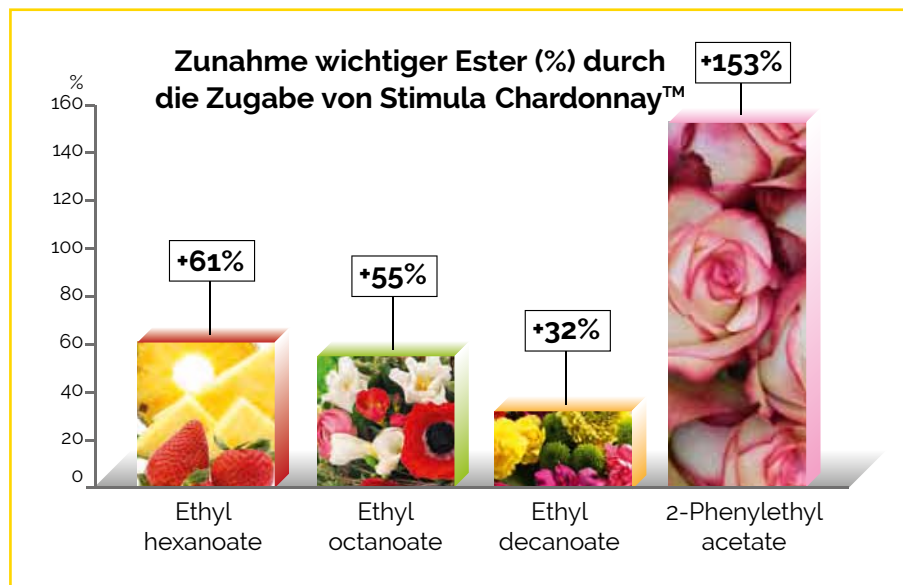 Zunahme wichtiger Ester (%) durch
die Zugabe von Stimula Chardonnay™
%
160
140
120
100
80
60
40
20
0
+61%
+55%
+32%
+153%
Ethyl
hexanoate
Ethyl
octanoate
Ethyl
decanoate
2-Phenylethyl
acetate